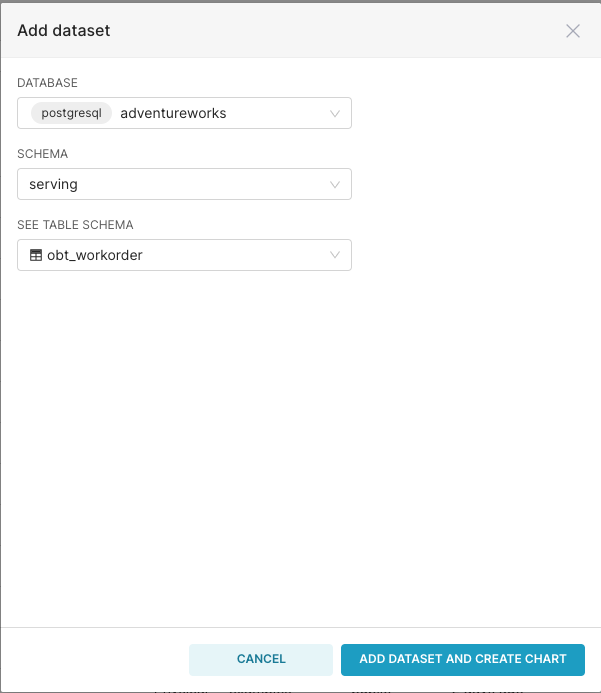 Add dataset
DATABASE
postgresql adventureworks
SCHEMA
serving
SEE TABLE SCHEMA
obt_workorder
CANCEL ADD DATASET AND CREATE CHART